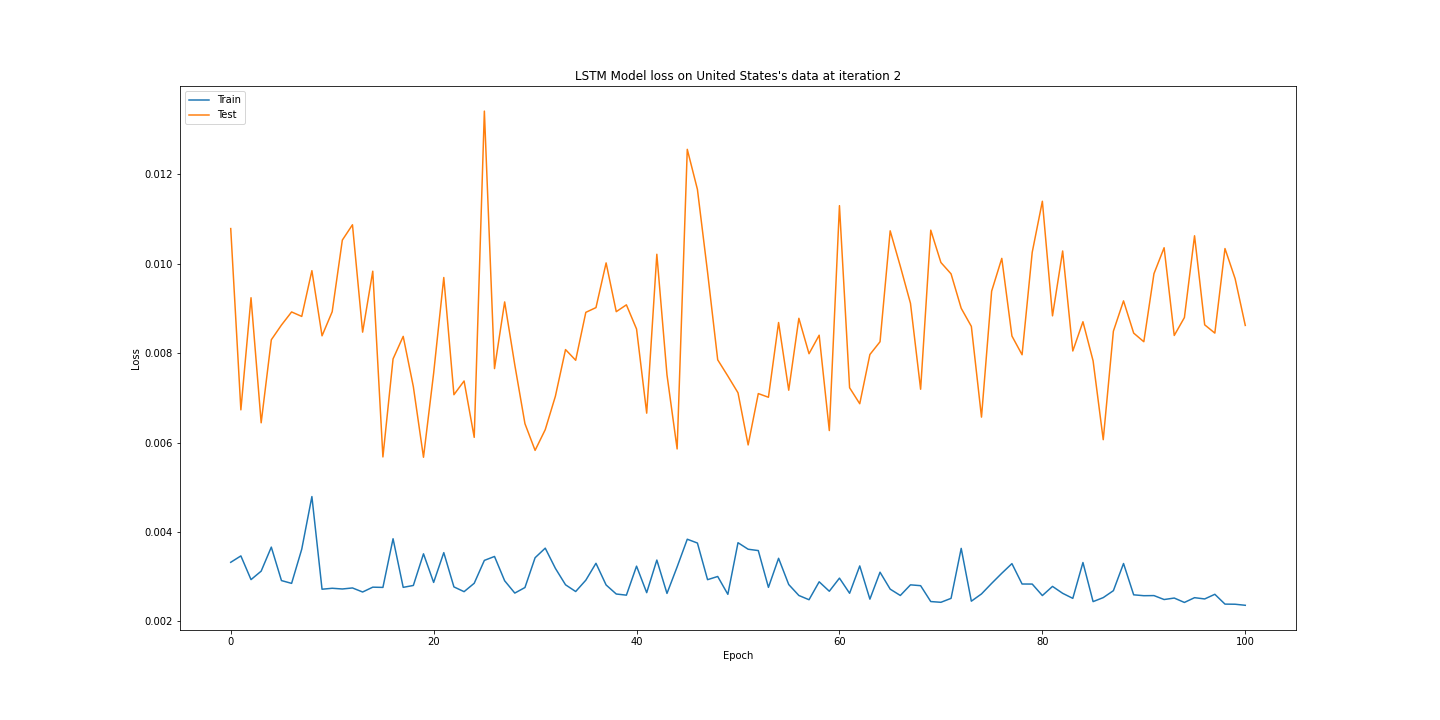 LSTM Model loss on United States's data at iteration 2
Train
Test
0.012
0.010
0.008
0.006
0.004
0.002
Loss
0 20 40 60 80 100
Epoch